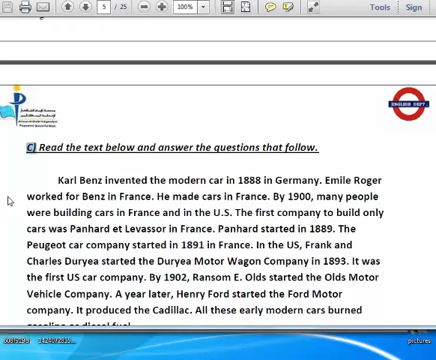 5 / 25
100%
Tools
Sign
ENGLISH DEPT
C) Read the text below and answer the questions that follow.
Karl Benz invented the modern car in 1888 in Germany. Emile Roger
worked for Benz in France. He made cars in France. By 1900, many people
were building cars in France and in the U.S. The first company to build only
cars was Panhard et Levassor in France. Panhard started in 1889. The
Peugeot car company started in 1891 in France. In the US, Frank and
Charles Duryea started the Duryea Motor Wagon Company in 1893. It was
the first US car company. By 1902, Ransom E. Olds started the Olds Motor
Vehicle Company. A year later, Henry Ford started the Ford Motor
company. It produced the Cadillac. All these early modern cars burned
gasoline or diesel fuel
pictures